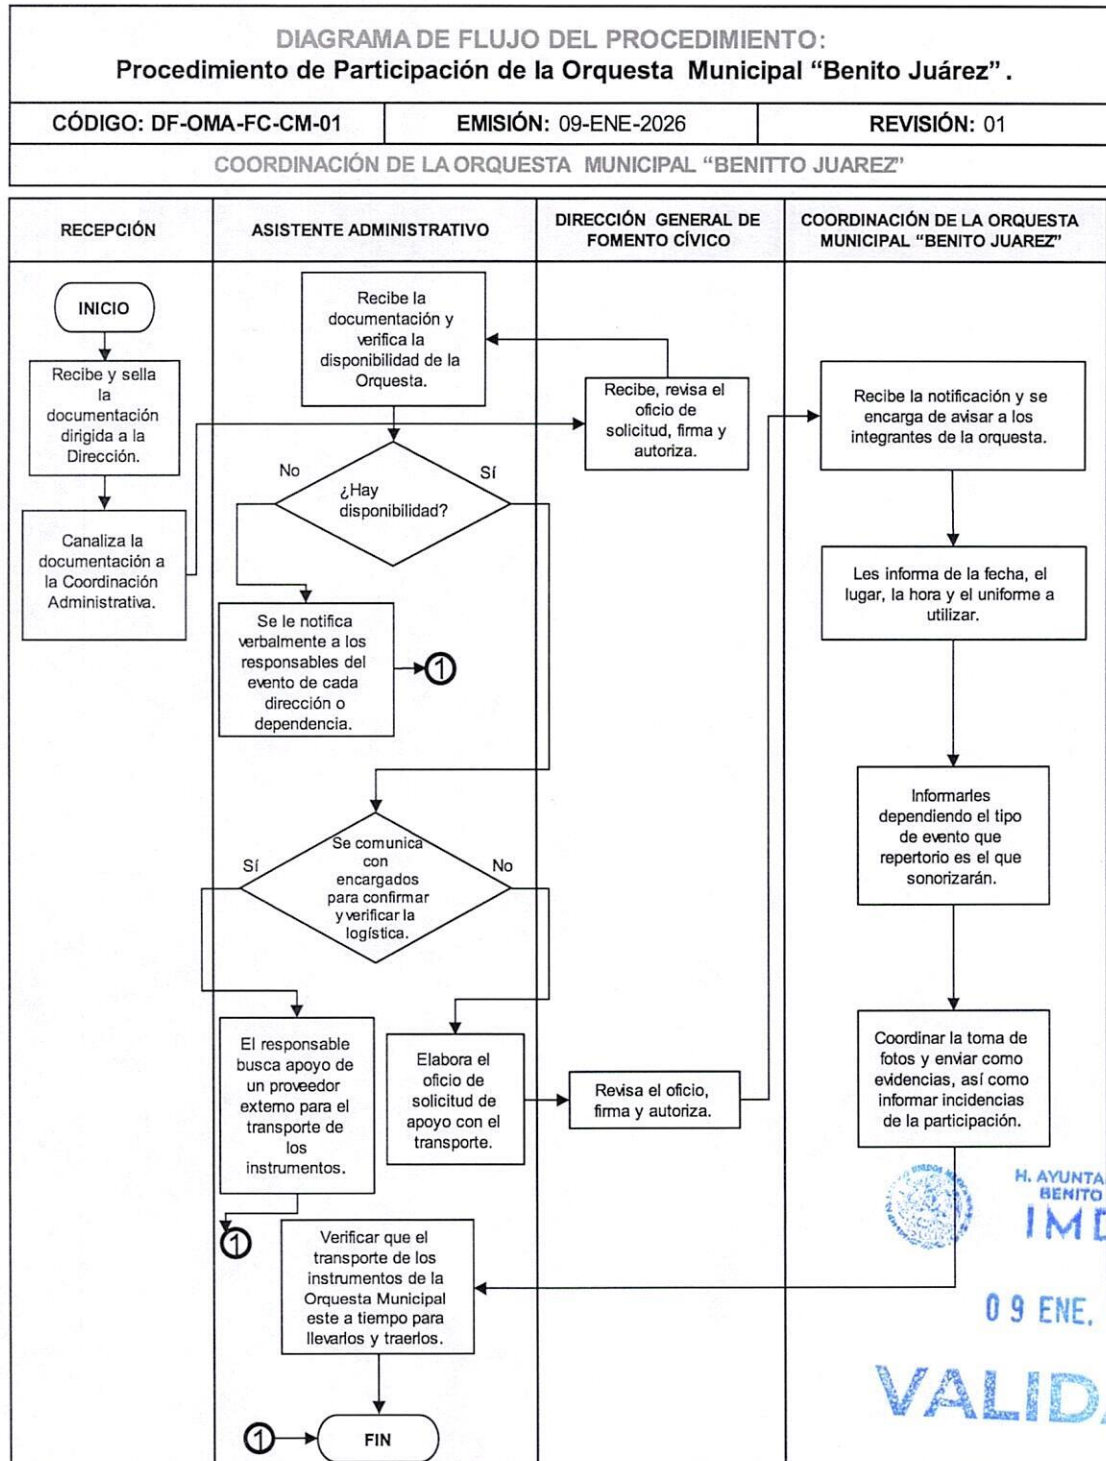 DIAGRAMA DE FLUJO DEL PROCEDIMIENTO:
Procedimiento de Participación de la Orquesta Municipal “Benito Juárez”.
CÓDIGO: DF-OMA-FC-CM-01
EMISIÓN: 09-ENE-2026
REVISIÓN: 01
COORDINACIÓN DE LA ORQUESTA MUNICIPAL “BENITTO JUAREZ”
RECEPCIÓN
ASISTENTE ADMINISTRATIVO
DIRECCIÓN GENERAL DE
FOMENTO CÍVICO
COORDINACIÓN DE LA ORQUESTA
MUNICIPAL “BENITO JUAREZ”
INICIO
Recibe y sella
la
documentación
dirigida a la
Dirección.
Canaliza la
documentación a
la Coordinación
Administrativa.
Recibe la
documentación y
verifica la
disponibilidad de la
Orquesta.
Recibe, revisa el
oficio de
solicitud, firma y
autoriza.
No
¿Hay
disponibilidad?
Sí
Se le notifica
verbalmente a los
responsables del
evento de cada
dirección o
dependencia.
1
Sí
Se comunica
con
encargados
para confirmar
y verificar la
logística.
No
El responsable
busca apoyo de
un proveedor
externo para el
transporte de
los
instrumentos.
1
Elabora el
oficio de
solicitud de
apoyo con el
transporte.
Revisa el oficio,
firma y autoriza.
Recibe la notificación y se
encarga de avisar a los
integrantes de la orquesta.
Les informa de la fecha, el
lugar, la hora y el uniforme a
utilizar.
Informarles
dependiendo el tipo
de evento que
repertorio es el que
sonorizarán.
Coordinar la toma de
fotos y enviar como
evidencias, así como
informar incidencias
de la participación.
Verificar que el
transporte de los
instrumentos de la
Orquesta Municipal
este a tiempo para
llevarlos y traerlos.
1
FIN
H. AYUNTA
BENITO
IMD
09 ENE.
VALIDA